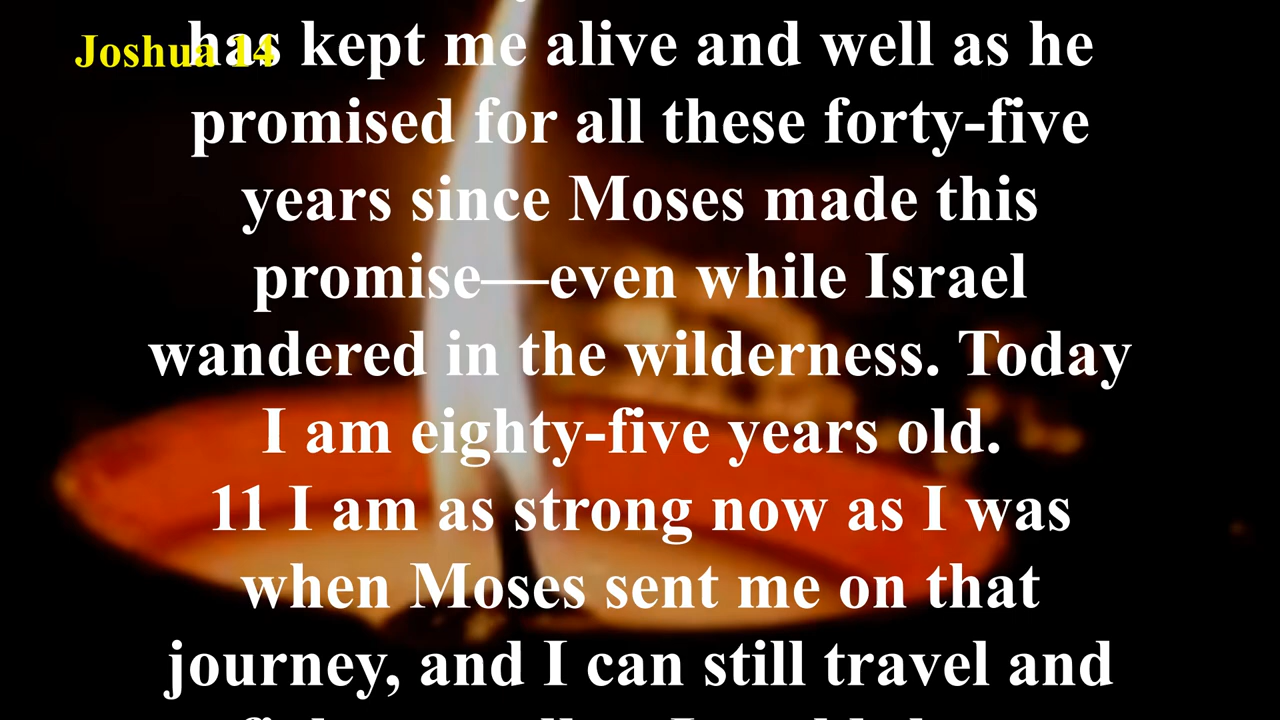 Joshua 14
has kept me alive and well as he
promised for all these forty-five
years since Moses made this
promise—even while Israel
wandered in the wilderness. Today
I am eighty-five years old.
11 I am as strong now as I was
when Moses sent me on that
journey, and I can still travel and